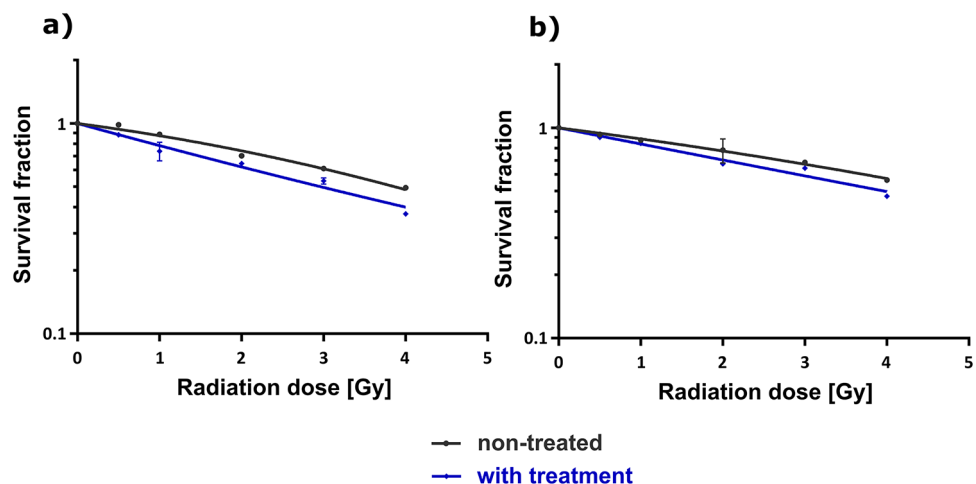 a)
Survival fraction
1
0.1
0 1 2 3 4 5
Radiation dose [Gy]
b)
Survival fraction
1
0.1
0 1 2 3 4 5
Radiation dose [Gy]
non-treated
with treatment